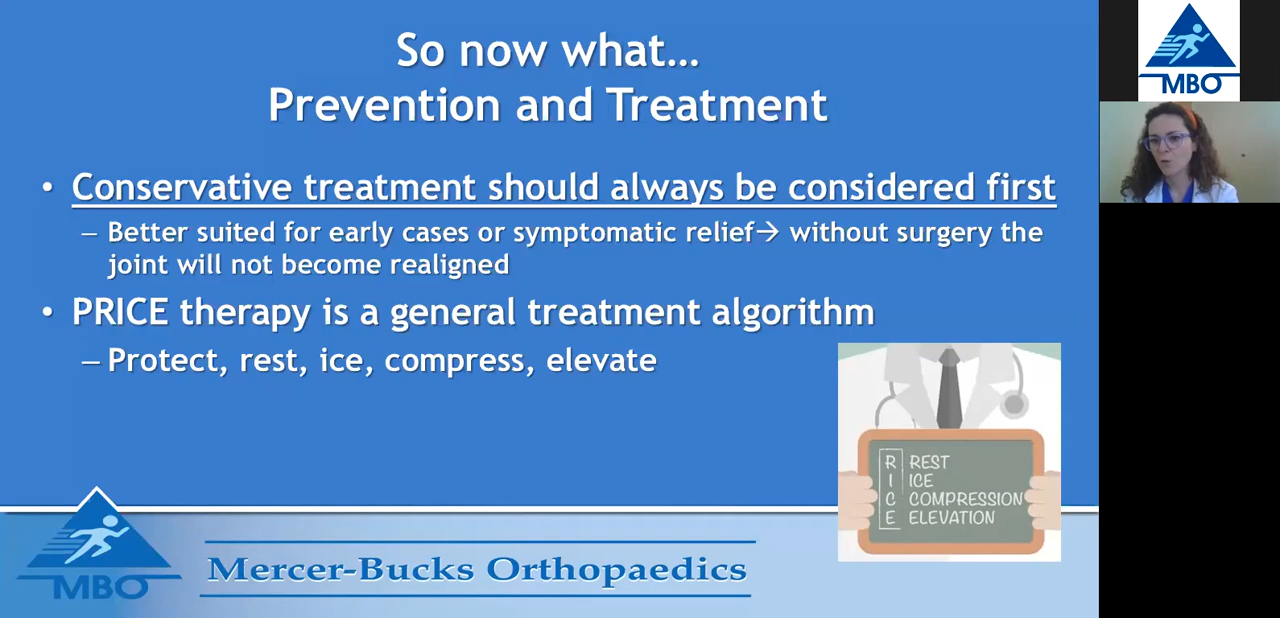 So now what...
Prevention and Treatment
• Conservative treatment should always be considered first
– Better suited for early cases or symptomatic relief→ without surgery the
joint will not become realigned
• PRICE therapy is a general treatment algorithm
– Protect, rest, ice, compress, elevate
R REST
I ICE
C COMPRESSION
E ELEVATION
MBO
Mercer-Bucks Orthopaedics
MBO